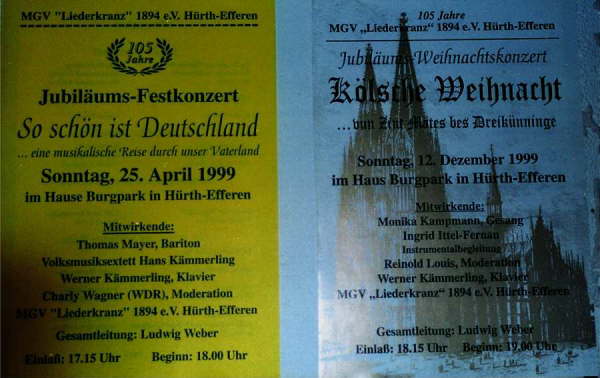 MGV "Liederkranz" 1894 e.V. Hürth-Efferen
105
Jahre
Jubiläums-Festkonzert
So schön ist Deutschland
... eine musikalische Reise durch unser Vaterland
Sonntag, 25. April 1999
im Hause Burgpark in Hürth-Efferen
Mitwirkende:
Thomas Mayer, Bariton
Volksmusiksextett Hans Kämmerling
Werner Kämmerling, Klavier
Charly Wagner (WDR), Moderation
MGV "Liederkranz" 1894 e.V. Hürth-Efferen
Gesamtleitung: Ludwig Weber
Einlaß: 17.15 Uhr Beginn: 18.00 Uhr
105 Jahre
MGV „Liederkranz" 1894 e.V. Hürth-Efferen
Jubiläums-Weihnachtskonzert
Kölsche Weihnacht
...vun Zint Mätes bes Dreikünninge
Sonntag, 12. Dezember 1999
im Haus Burgpark in Hürth-Efferen
Mitwirkende:
Monika Kampmann, Gesang
Ingrid Ittel-Fernau
Instrumentalbegleitung
Reinold Louis, Moderation
Werner Kämmerling, Klavier
MGV „Liederkranz" 1894 e.V. Hürth-Efferen
Gesamtleitung: Ludwig Weber
Einlaß: 18.15 Uhr Beginn: 19.00 Uhr